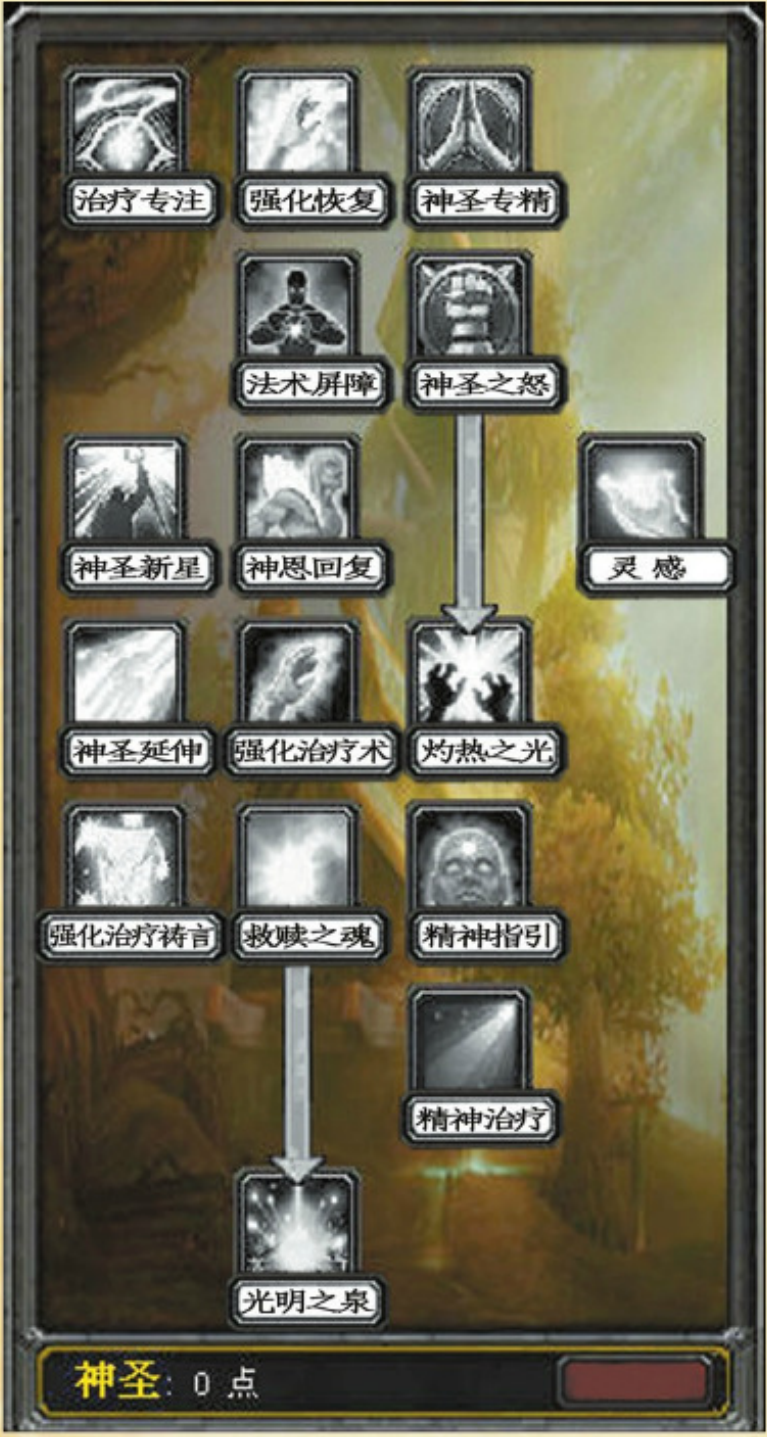 治疗专注 强化恢复 神圣专精
法术屏障 神圣之怒
神圣新星 神恩回复 灵感
神圣延伸 强化治疗术 灼热之光
强化治疗祷言 救赎之魂 精神指引
精神治疗
光明之泉
神圣: 0 点